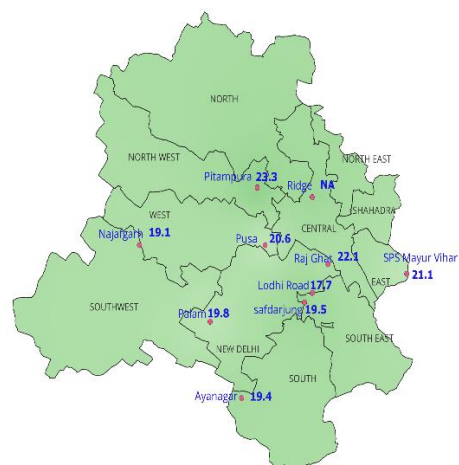 NORTH
NORTH WEST
NORTH EAST
Pitampura 23.3
Ridge NA
SHAHADRA
WEST
CENTRAL
Najafgarh 19.1
Pusa 20.6
Raj Ghat 22.1
SPS Mayur Vihar
21.1
EAST
Lodhi Road 17.7
SOUTHWEST
safdarjung 19.5
Palam 19.8
SOUTH EAST
NEW DELHI
SOUTH
Ayanagar 19.4